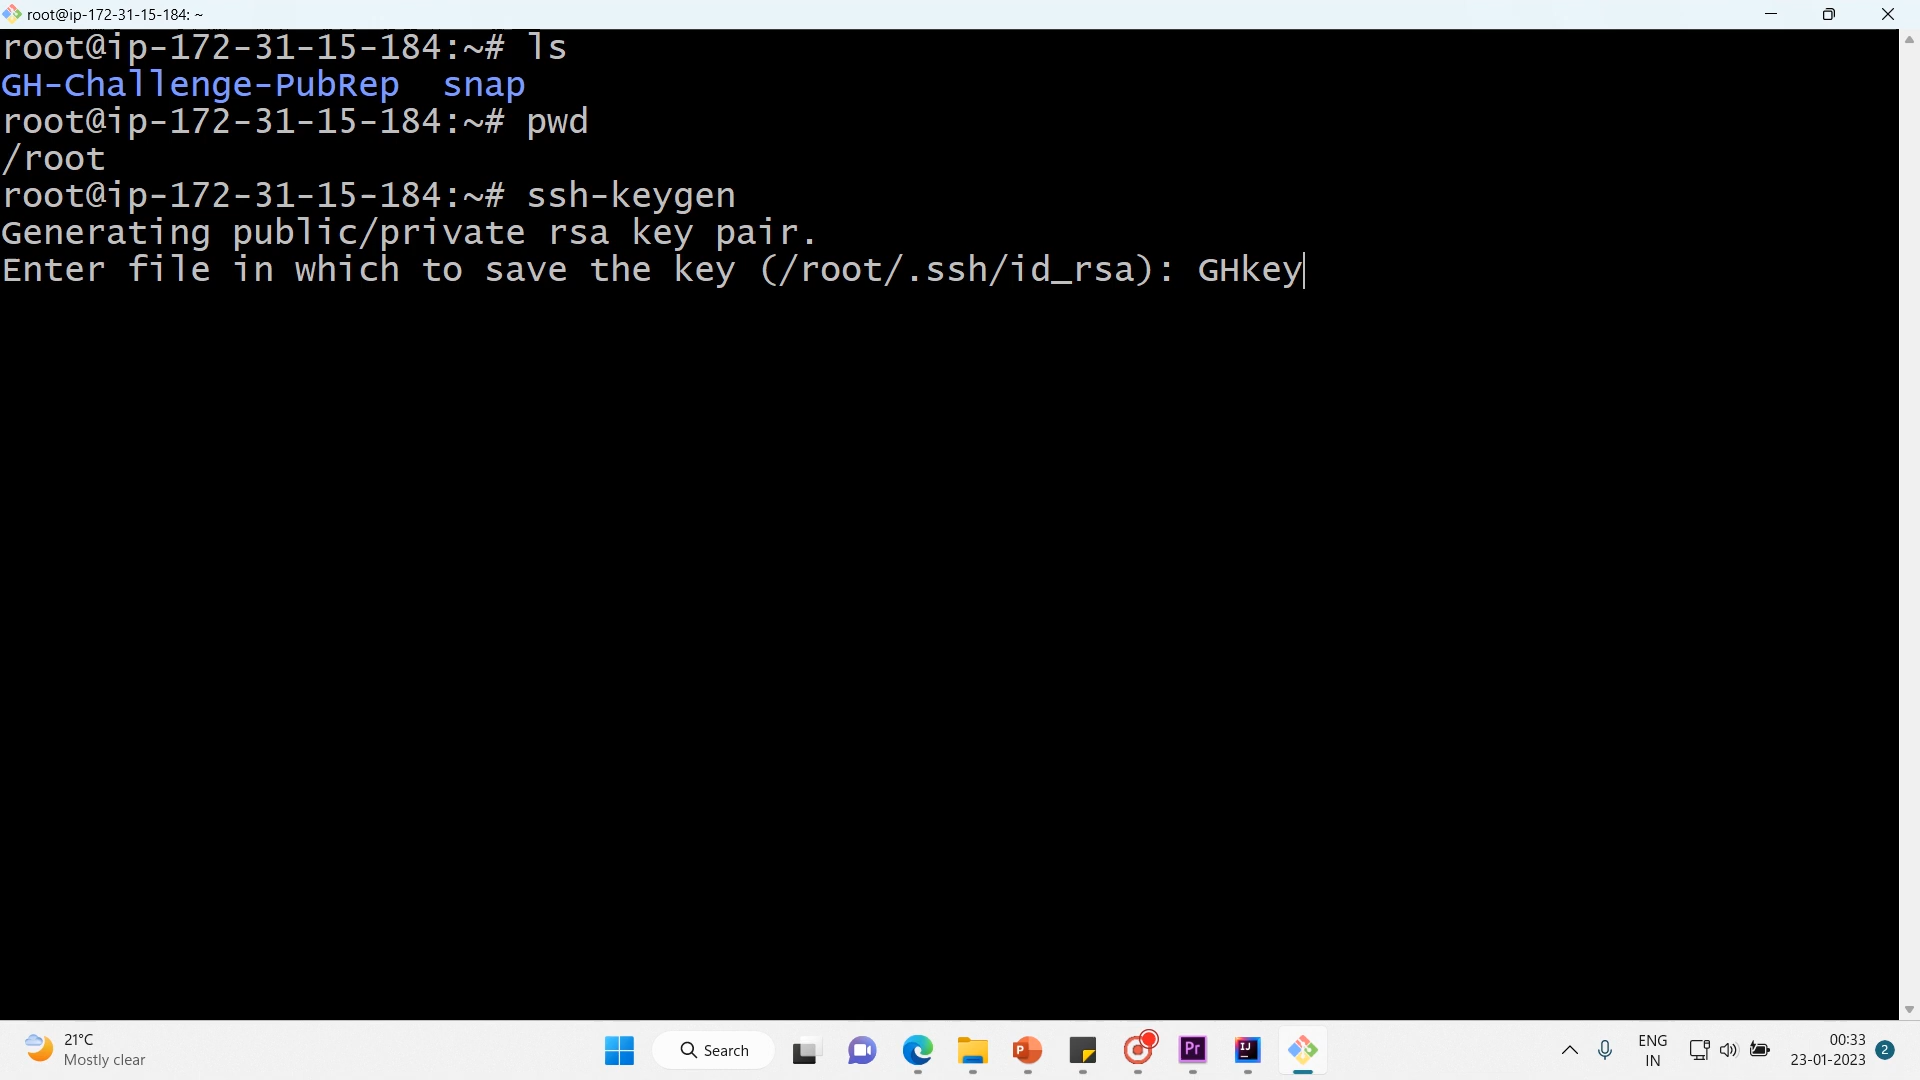 root@ip-172-31-15-184: ~
root@ip-172-31-15-184:~# ls
GH-Challenge-PubRep  snap
root@ip-172-31-15-184:~# pwd
/root
root@ip-172-31-15-184:~# ssh-keygen
Generating public/private rsa key pair.
Enter file in which to save the key (/root/.ssh/id_rsa): GHkey
21°C
Mostly clear
Search
P
Pr
IJ
ENG
IN
00:33
23-01-2023
2